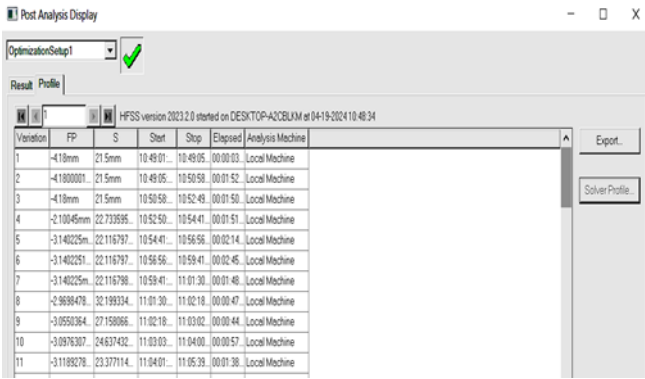 Post Analysis Display
OptimizationSetup1
Result Profile
1 HFSS version 2023.2.0 started on DESKTOP-A2CBLKM at 04-19-2024 10:48:34
Variation FP S Start Stop Elapsed Analysis Machine
Export..
1 -4.18mm 21.5mm 10:49:01... 10:49:05.. 00:00:03.. Local Machine
2 -4.1800001.. 21.5mm 10:49:05... 10:50:58.. 00:01:52.. Local Machine
Solver Profile...
3 -4.18mm 21.5mm 10:50:58... 10:52:49.. 00:01:50.. Local Machine
4 -2.10045mm 22.733595... 10:52:50... 10:54:41.. 00:01:51.. Local Machine
5 -3.140225m.. 22.116797... 10:54:41... 10:56:56.. 00:02:14.. Local Machine
6 -3.1402251.. 22.116797... 10:56:56... 10:59:41.. 00:02:45.. Local Machine
7 -3.140225m.. 22.116798... 10:59:41... 11:01:30.. 00:01:48.. Local Machine
8 -2.9698478.. 32.199334... 11:01:30... 11:02:18.. 00:00:47.. Local Machine
9 -3.0550364.. 27.158066... 11:02:18... 11:03:02.. 00:00:44.. Local Machine
10 -3.0976307.. 24.637432... 11:03:03... 11:04:00.. 00:00:57.. Local Machine
11 -3.1189278.. 23.377114... 11:04:01... 11:05:39.. 00:01:38.. Local Machine